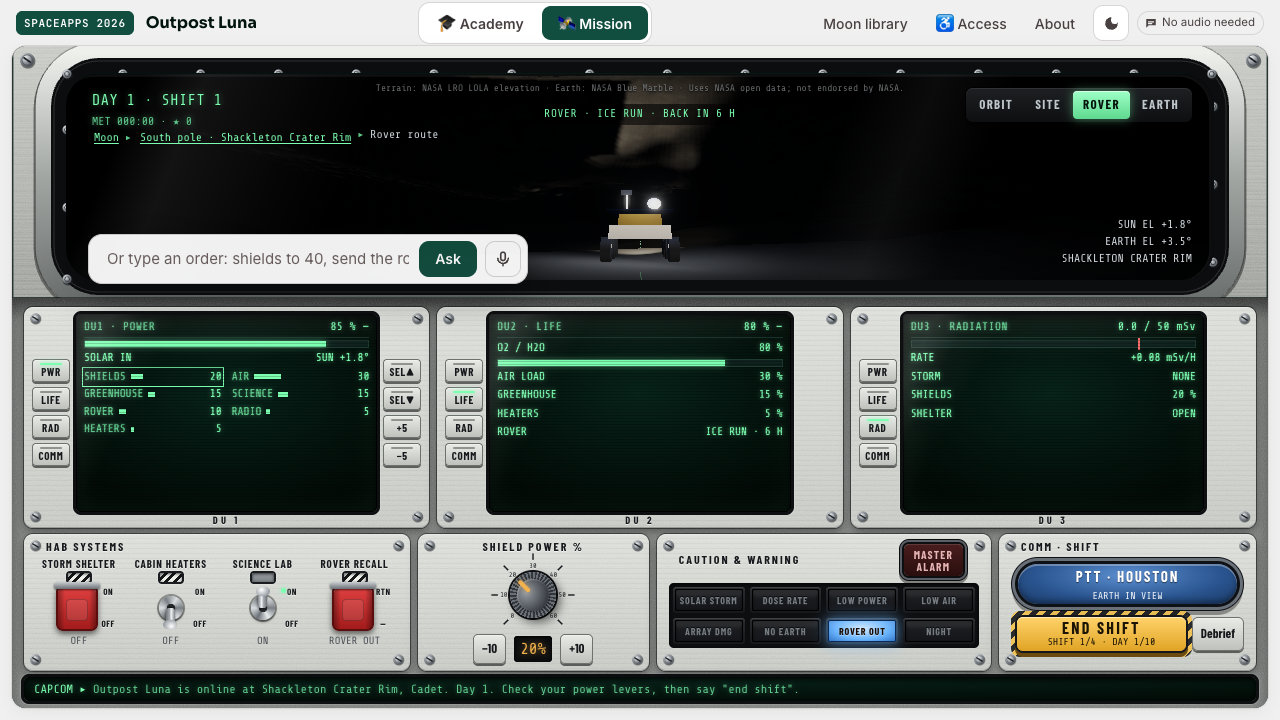 SPACEAPPS 2026
Outpost Luna
🎓 Academy
Mission
Moon library
♿ Access
About
No audio needed
DAY 1 · SHIFT 1
MET 000:00 · ★ 0
Moon ▸ South pole · Shackleton Crater Rim ▸ Rover route
Terrain: NASA LRO LOLA elevation · Earth: NASA Blue Marble · Uses NASA open data; not endorsed by NASA.
ROVER · ICE RUN · BACK IN 6 H
ORBIT SITE ROVER EARTH
SUN EL +1.8°
EARTH EL +3.5°
SHACKLETON CRATER RIM
Or type an order: shields to 40, send the ro
Ask
PWR
LIFE
RAD
COMM
DU1 · POWER 85 % −
SOLAR IN SUN +1.8°
SHIELDS 20 AIR 30
GREENHOUSE 15 SCIENCE 15
ROVER 10 RADIO 5
HEATERS 5
DU 1
SEL▲
SEL▼
+5
−5
PWR
LIFE
RAD
COMM
DU2 · LIFE 80 % −
O2 / H2O 80 %
AIR LOAD 30 %
GREENHOUSE 15 %
HEATERS 5 %
ROVER ICE RUN · 6 H
DU 2
PWR
LIFE
RAD
COMM
DU3 · RADIATION 0.0 / 50 mSv
RATE +0.08 mSv/H
STORM NONE
SHIELDS 20 %
SHELTER OPEN
DU 3
HAB SYSTEMS
STORM SHELTER CABIN HEATERS SCIENCE LAB ROVER RECALL
ON ON ON RTN
OFF OFF OFF −
OFF OFF ON ROVER OUT
SHIELD POWER %
0 10 20 30 40 50 60
−10 20% +10
CAUTION & WARNING
MASTER
ALARM
SOLAR STORM DOSE RATE LOW POWER LOW AIR
ARRAY DMG NO EARTH ROVER OUT NIGHT
COMM · SHIFT
PTT · HOUSTON
EARTH IN VIEW
END SHIFT
SHIFT 1/4 · DAY 1/10
Debrief
CAPCOM ▸ Outpost Luna is online at Shackleton Crater Rim, Cadet. Day 1. Check your power levers, then say "end shift".